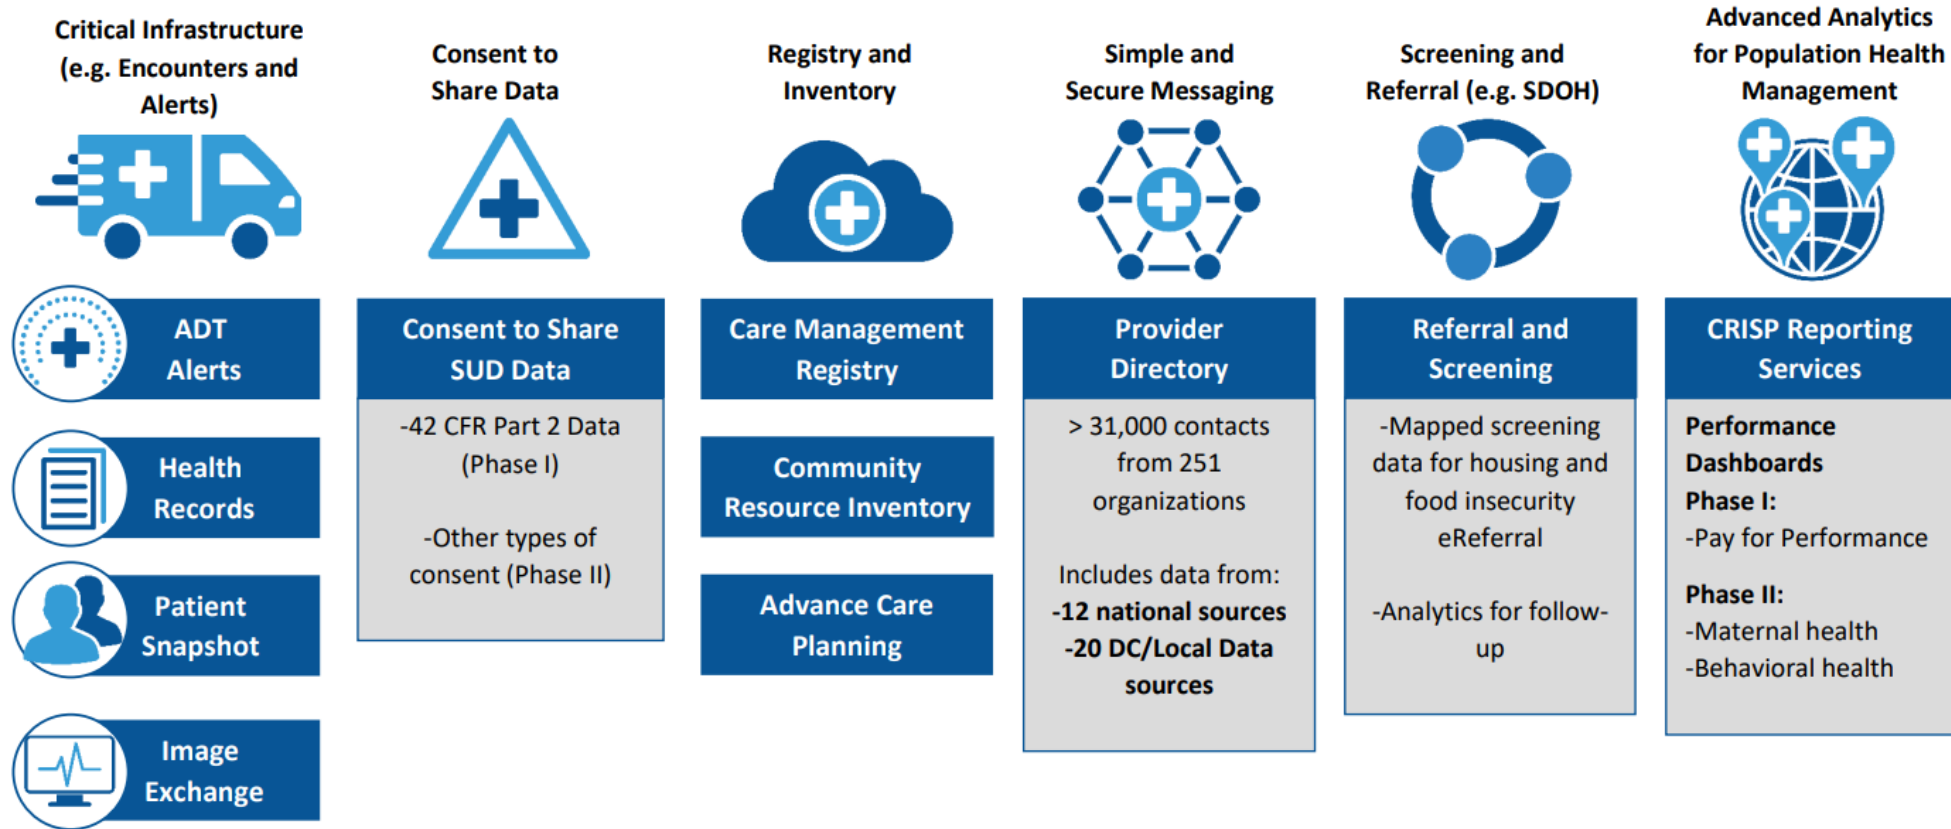 Critical Infrastructure
(e.g. Encounters and
Alerts)
ADT
Alerts
Health
Records
Patient
Snapshot
Image
Exchange
Consent to
Share Data
Consent to Share
SUD Data
-42 CFR Part 2 Data
(Phase I)
-Other types of
consent (Phase II)
Registry and
Inventory
Care Management
Registry
Community
Resource Inventory
Advance Care
Planning
Simple and
Secure Messaging
Provider
Directory
> 31,000 contacts
from 251
organizations
Includes data from:
-12 national sources
-20 DC/Local Data
sources
Screening and
Referral (e.g. SDOH)
Referral and
Screening
-Mapped screening
data for housing and
food insecurity
eReferral
-Analytics for follow-
up
Advanced Analytics
for Population Health
Management
CRISP Reporting
Services
Performance
Dashboards
Phase I:
-Pay for Performance
Phase II:
-Maternal health
-Behavioral health